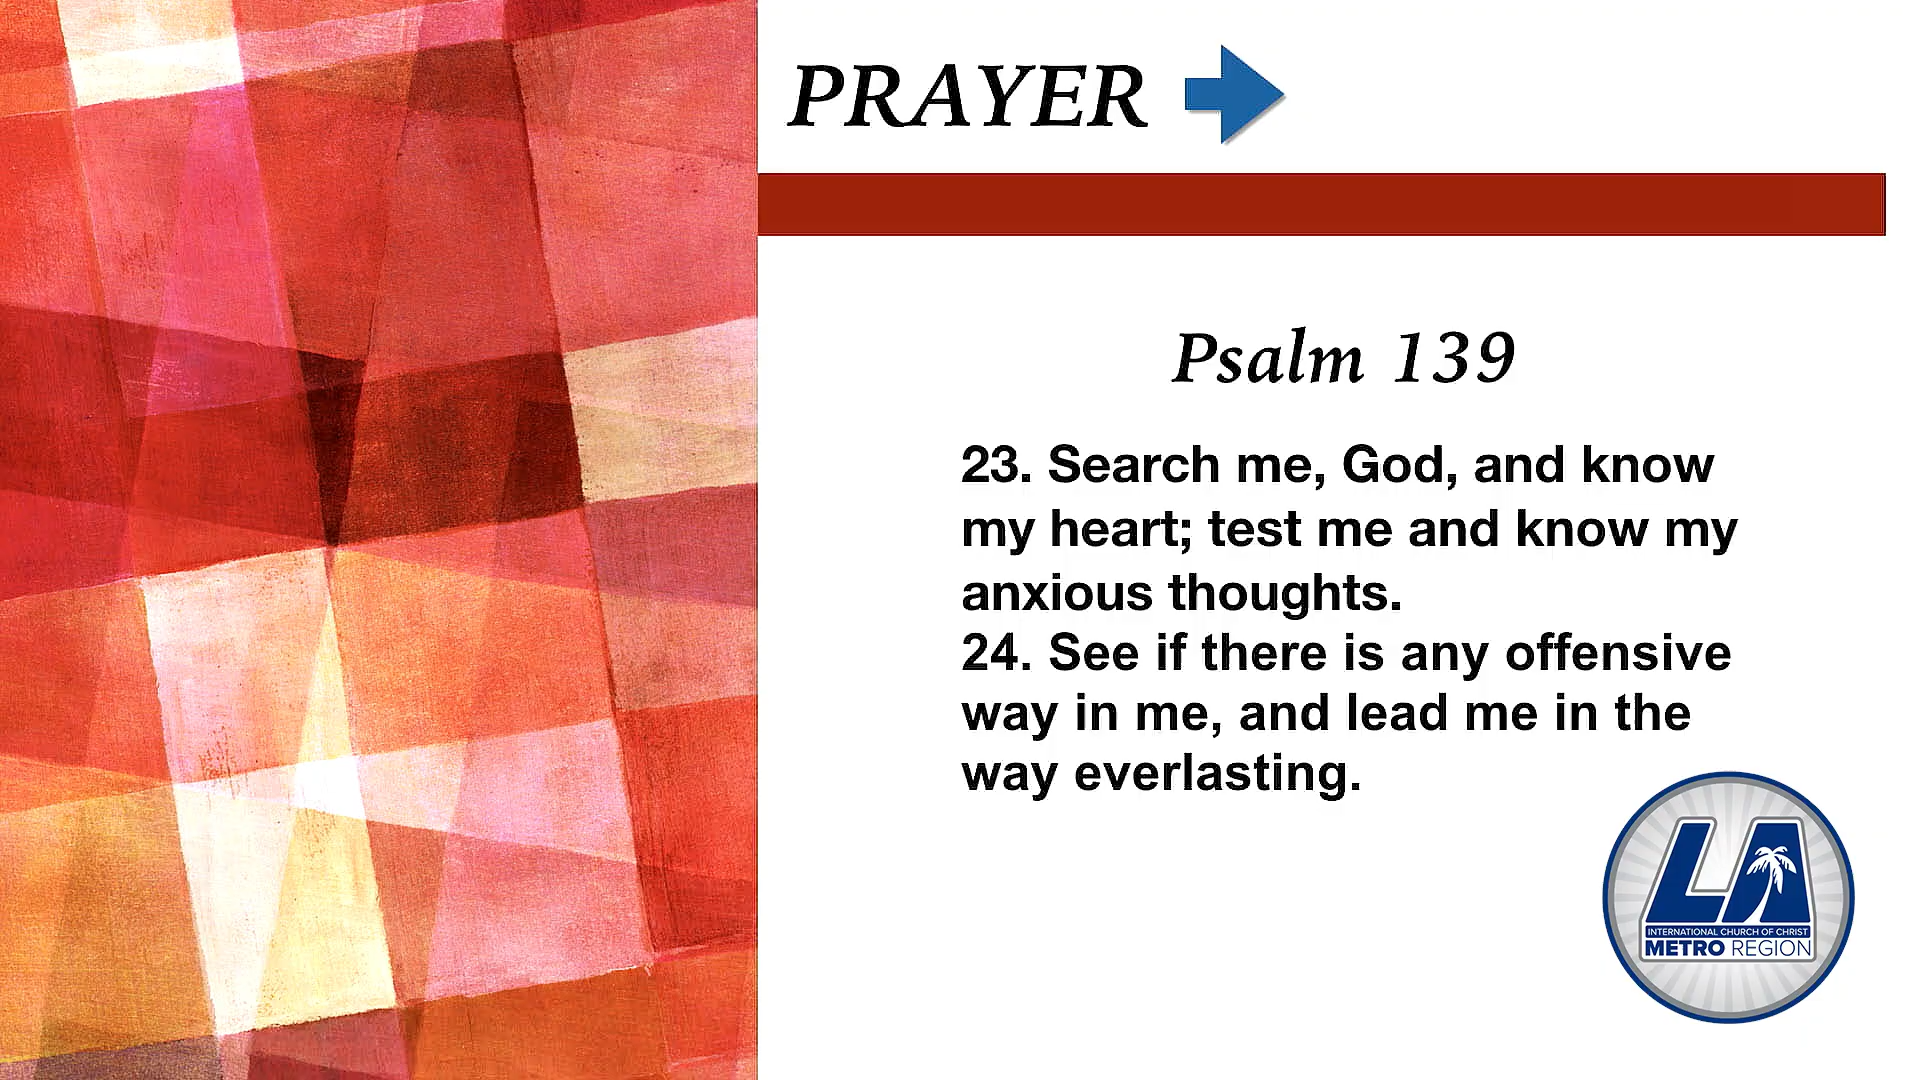 PRAYER
Psalm 139
23. Search me, God, and know
my heart; test me and know my
anxious thoughts.
24. See if there is any offensive
way in me, and lead me in the
way everlasting.
LA
INTERNATIONAL CHURCH OF CHRIST
METRO REGION